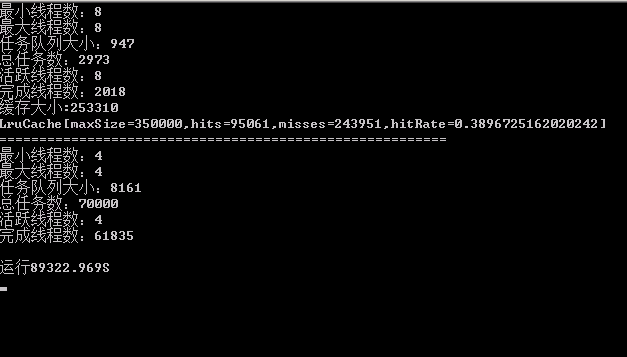 最小线程数：8
最大线程数：8
任务队列大小：947
总任务数：2973
活跃线程数：8
完成线程数：2018
缓存大小:253310
LruCache[maxSize=350000,hits=95061,misses=243951,hitRate=0.3896725162020242]
========================================================
最小线程数：4
最大线程数：4
任务队列大小：8161
总任务数：70000
活跃线程数：4
完成线程数：61835
运行89322.969S